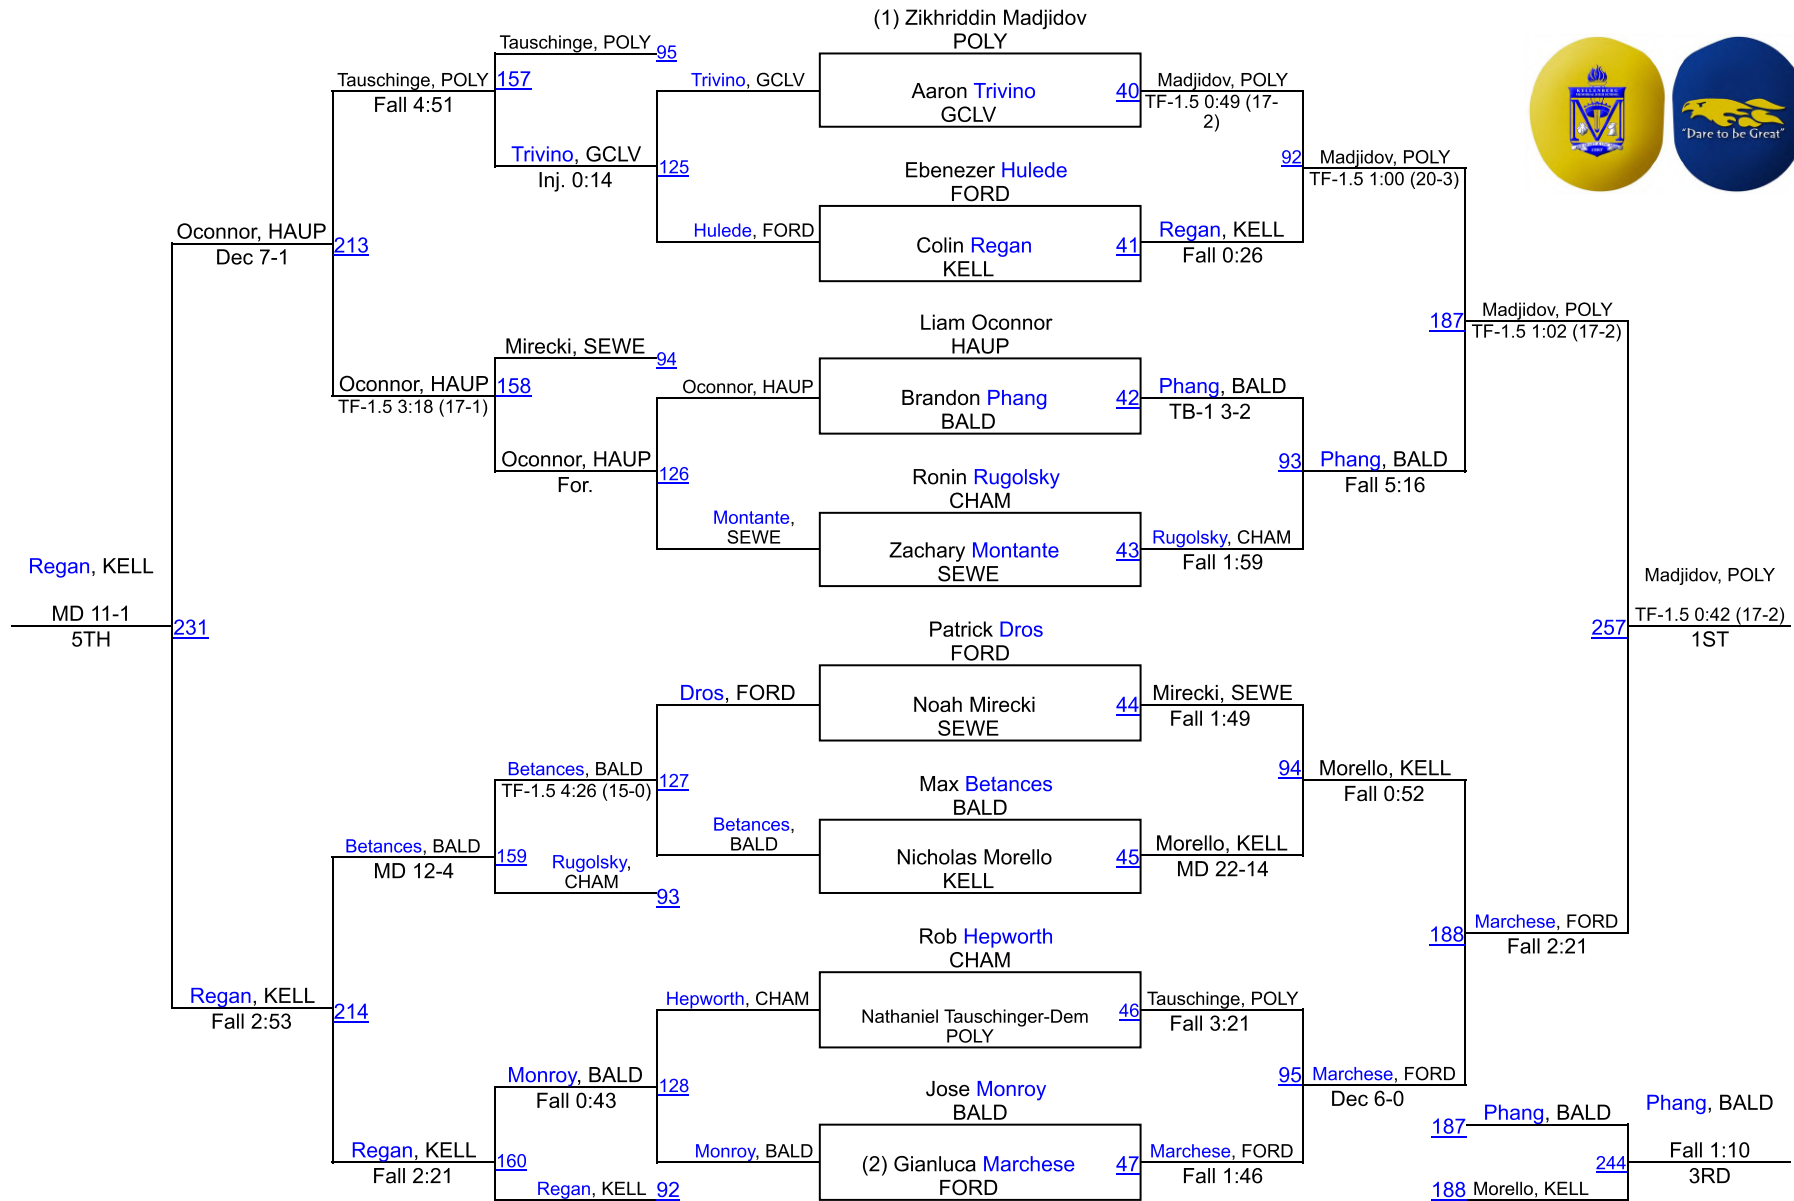 (1) Zikhriddin Madjidov
POLY
Aaron Trivino
GCLV
40
Ebenezer Hulede
FORD
Colin Regan
KELL
41
Liam Oconnor
HAUP
Brandon Phang
BALD
42
Ronin Rugolsky
CHAM
Zachary Montante
SEWE
43
Patrick Dros
FORD
Noah Mirecki
SEWE
44
Max Betances
BALD
Nicholas Morello
KELL
45
Rob Hepworth
CHAM
Nathaniel Tauschinger-Dem
POLY
46
Jose Monroy
BALD
(2) Gianluca Marchese
FORD
47
Madjidov, POLY
TF-1.5 0:49 (17-
2)
Regan, KELL
Fall 0:26
92
Phang, BALD
TB-1 3-2
Rugolsky, CHAM
Fall 1:59
93
Mirecki, SEWE
Fall 1:49
Morello, KELL
MD 22-14
94
Tauschinge, POLY
Fall 3:21
Marchese, FORD
Fall 1:46
95
Madjidov, POLY
TF-1.5 1:00 (20-3)
Phang, BALD
Fall 5:16
187
Morello, KELL
Fall 0:52
Marchese, FORD
Dec 6-0
188
Madjidov, POLY
TF-1.5 1:02 (17-2)
Marchese, FORD
Fall 2:21
257
Madjidov, POLY
TF-1.5 0:42 (17-2)
1ST
187
Phang, BALD
188
Morello, KELL
244
Phang, BALD
Fall 1:10
3RD
Trivino, GCLV
Hulede, FORD
125
Oconnor, HAUP
Montante,
SEWE
126
Dros, FORD
Betances,
BALD
127
Hepworth, CHAM
Monroy, BALD
128
Tauschinge, POLY
95
Trivino, GCLV
Inj. 0:14
157
Mirecki, SEWE
94
Oconnor, HAUP
For.
158
Betances, BALD
TF-1.5 4:26 (15-0)
Rugolsky,
CHAM
93
159
Monroy, BALD
Fall 0:43
Regan, KELL
92
160
Tauschinge, POLY
Fall 4:51
Oconnor, HAUP
TF-1.5 3:18 (17-1)
213
Betances, BALD
MD 12-4
Regan, KELL
Fall 2:21
214
Oconnor, HAUP
Dec 7-1
Regan, KELL
Fall 2:53
231
Regan, KELL
MD 11-1
5TH
KELLENBERG
"Dare to be Great"